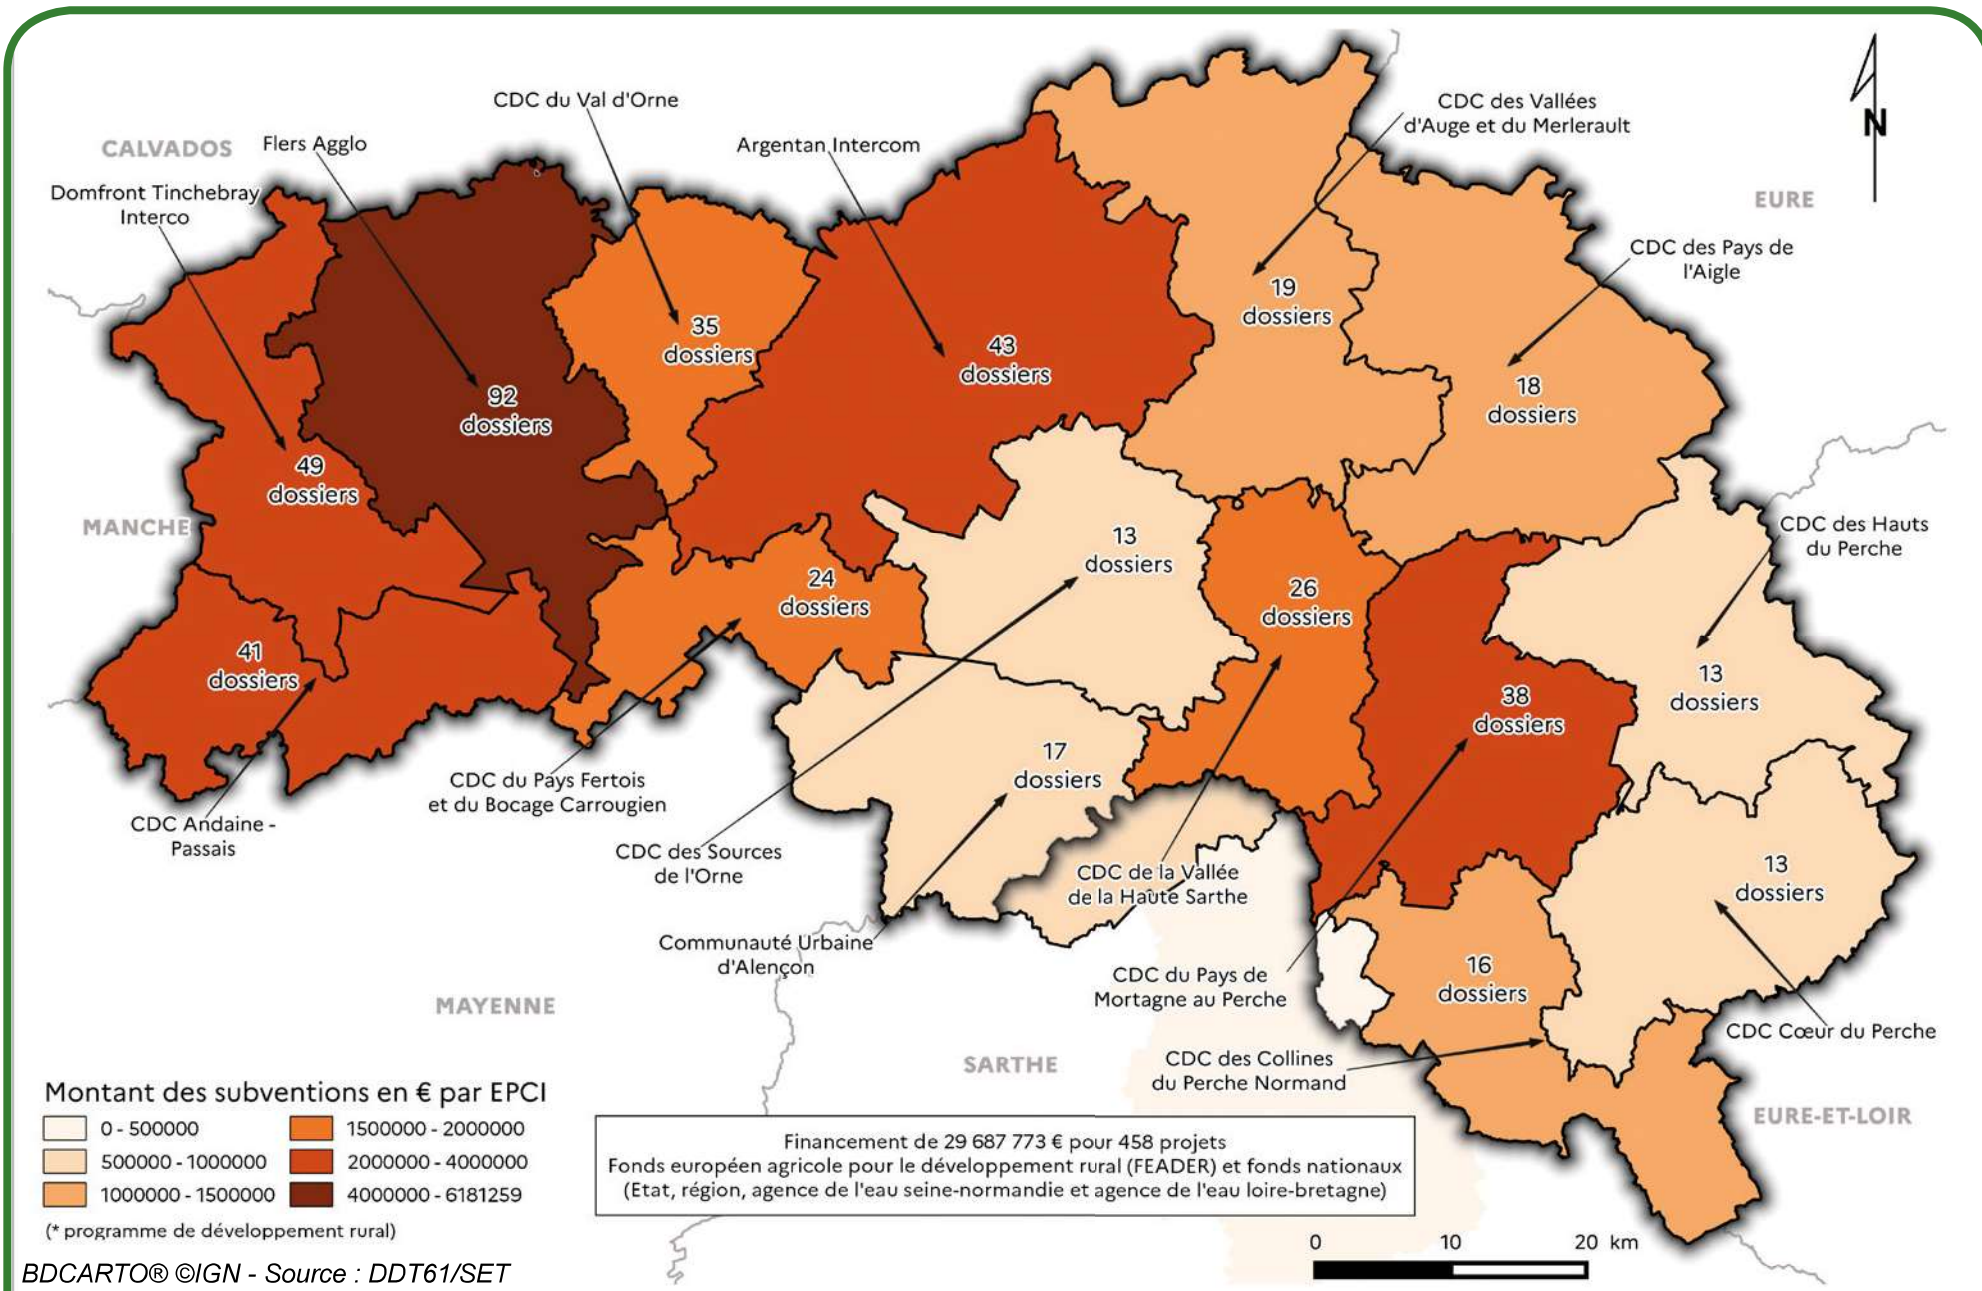 CDC du Val d'Orne
CALVADOS
Flers Agglo
Argentan Intercom
CDC des Vallées
d'Auge et du Merlerault
N
Domfront Tinchebray
Interco
EURE
CDC des Pays de
l'Aigle
19
dossiers
35
dossiers
43
dossiers
92
dossiers
18
dossiers
49
dossiers
MANCHE
CDC des Hauts
du Perche
13
dossiers
24
dossiers
26
dossiers
41
dossiers
13
dossiers
38
dossiers
17
dossiers
CDC du Pays Fertois
et du Bocage Carrougien
CDC Andaine -
Passais
CDC des Sources
de l'Orne
CDC de la Vallée
de la Haute Sarthe
13
dossiers
Communauté Urbaine
d'Alençon
CDC du Pays de
Mortagne au Perche
16
dossiers
MAYENNE
CDC Cœur du Perche
SARTHE
CDC des Collines
du Perche Normand
EURE-ET-LOIR
Montant des subventions en € par EPCI
0 - 500000
500000 - 1000000
1000000 - 1500000
1500000 - 2000000
2000000 - 4000000
4000000 - 6181259
(* programme de développement rural)
Financement de 29 687 773 € pour 458 projets
Fonds européen agricole pour le développement rural (FEADER) et fonds nationaux
(Etat, région, agence de l'eau seine-normandie et agence de l'eau loire-bretagne)
0 10 20 km
BDCARTO® ©IGN - Source : DDT61/SET